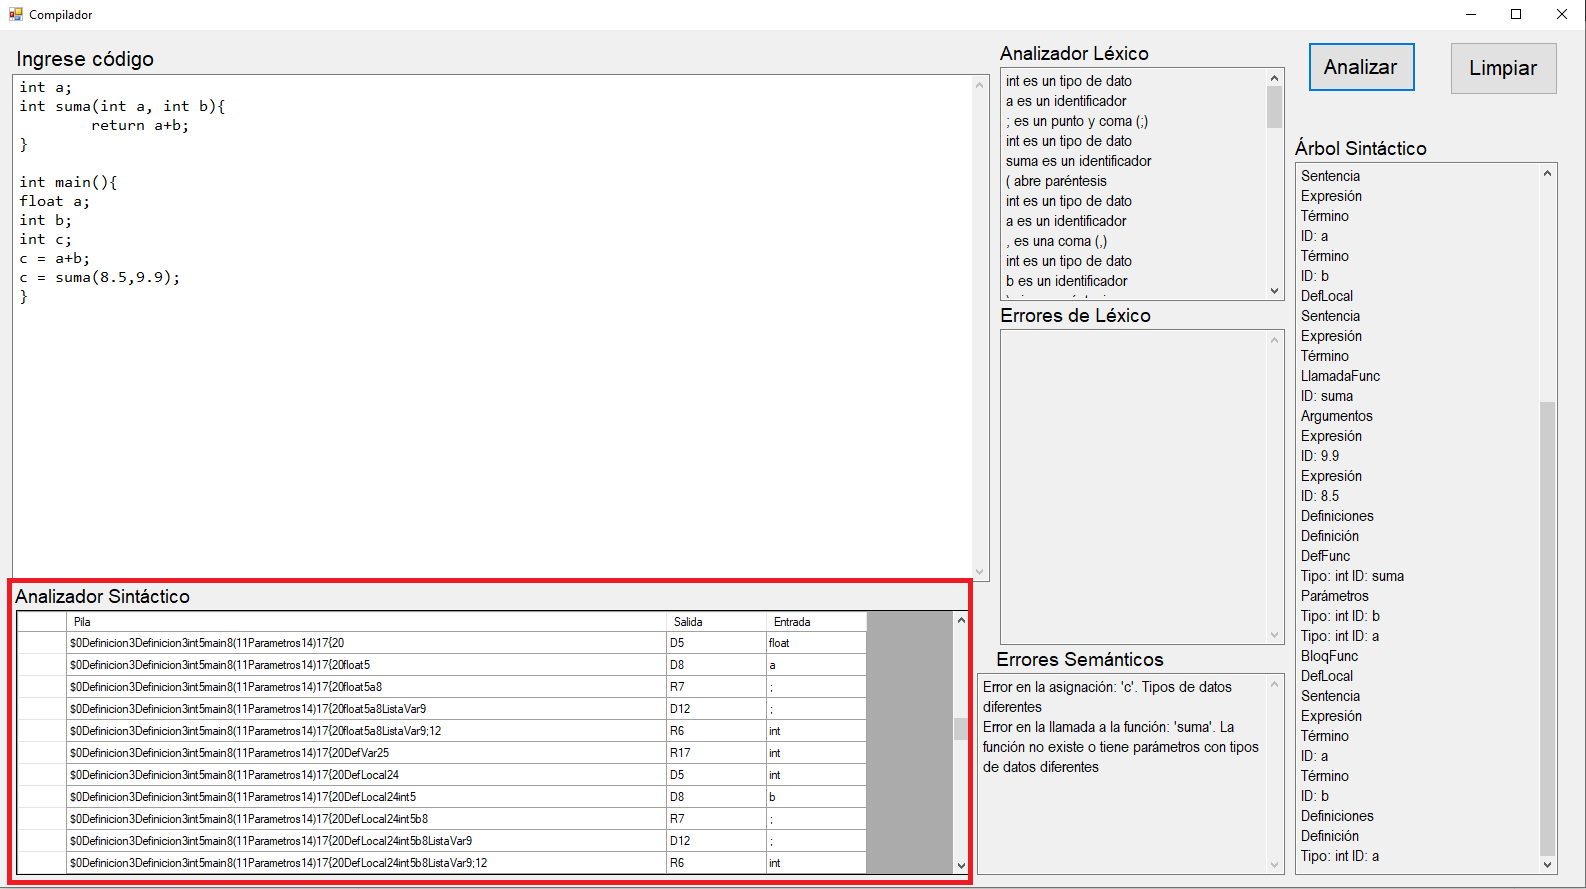 Compilador
Ingrese código
int a;
int suma(int a, int b){
return a+b;
}
int main(){
float a;
int b;
int c;
c = a+b;
c = suma(8.5,9.9);
}
Analizador Sintáctico
Pila Salida Entrada
$0Definicion3Definicion3int5main8(11Parametros14)17{20 D5 float
$0Definicion3Definicion3int5main8(11Parametros14)17{20float5 D8 a
$0Definicion3Definicion3int5main8(11Parametros14)17{20float5a8 R7 ;
$0Definicion3Definicion3int5main8(11Parametros14)17{20float5a8ListaVar9 D12 ;
$0Definicion3Definicion3int5main8(11Parametros14)17{20float5a8ListaVar9;12 R6 int
$0Definicion3Definicion3int5main8(11Parametros14)17{20DefVar25 R17 int
$0Definicion3Definicion3int5main8(11Parametros14)17{20DefLocal24 D5 int
$0Definicion3Definicion3int5main8(11Parametros14)17{20DefLocal24int5 D8 b
$0Definicion3Definicion3int5main8(11Parametros14)17{20DefLocal24int5b8 R7 ;
$0Definicion3Definicion3int5main8(11Parametros14)17{20DefLocal24int5b8ListaVar9 D12 ;
$0Definicion3Definicion3int5main8(11Parametros14)17{20DefLocal24int5b8ListaVar9;12 R6 int
Analizador Léxico
int es un tipo de dato
a es un identificador
; es un punto y coma (;)
int es un tipo de dato
suma es un identificador
( abre paréntesis
int es un tipo de dato
a es un identificador
, es una coma (,)
int es un tipo de dato
b es un identificador
Errores de Léxico
Errores Semánticos
Error en la asignación: 'c'. Tipos de datos
diferentes
Error en la llamada a la función: 'suma'. La
función no existe o tiene parámetros con tipos
de datos diferentes
Analizar
Limpiar
Árbol Sintáctico
Sentencia
Expresión
Término
ID: a
Término
ID: b
DefLocal
Sentencia
Expresión
Término
LlamadaFunc
ID: suma
Argumentos
Expresión
ID: 9.9
Expresión
ID: 8.5
Definiciones
Definición
DefFunc
Tipo: int ID: suma
Parámetros
Tipo: int ID: b
Tipo: int ID: a
BloqFunc
DefLocal
Sentencia
Expresión
Término
ID: a
Término
ID: b
Definiciones
Definición
Tipo: int ID: a